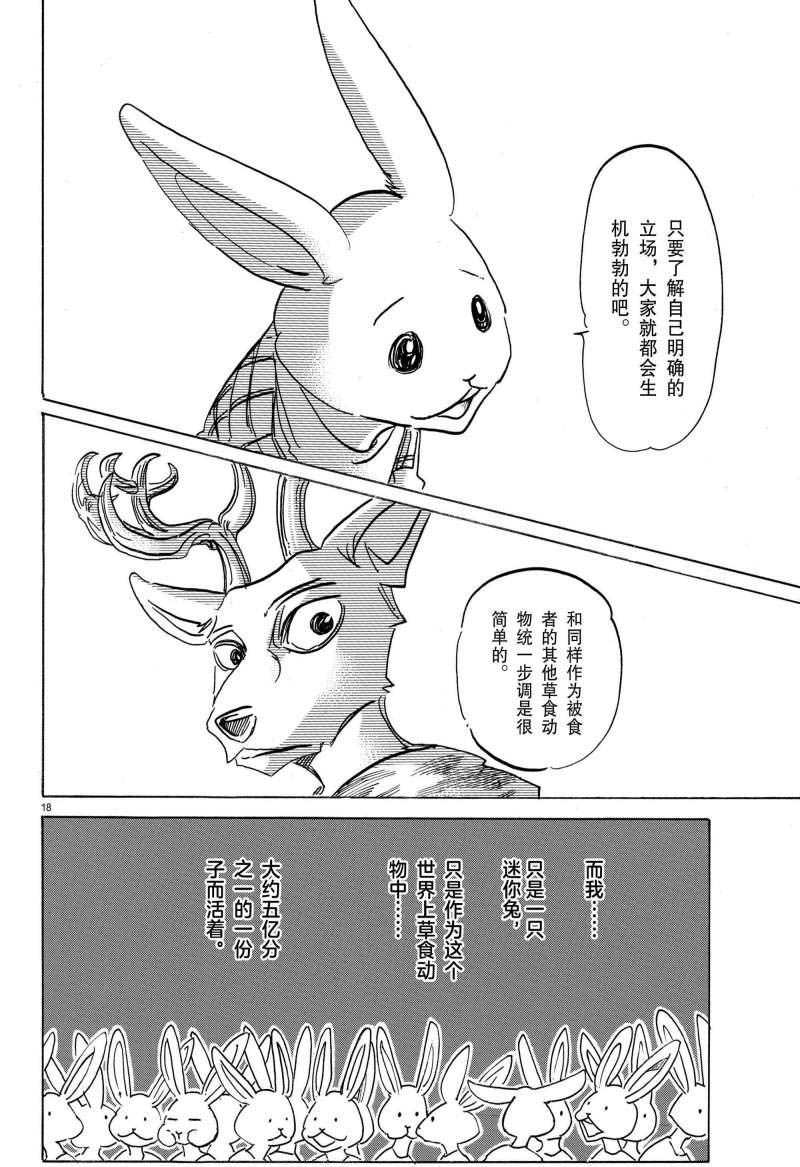 只要了解自己明确的
立场，大家就都会生
机勃勃的吧。
和同样作为被食
者的其他草食动
物统一步调是很
简单的。
18
而我……
只是一只
迷你兔，
只是作为这个
世界上草食动
物中……
大约五亿分
之一的一份
子而活着。